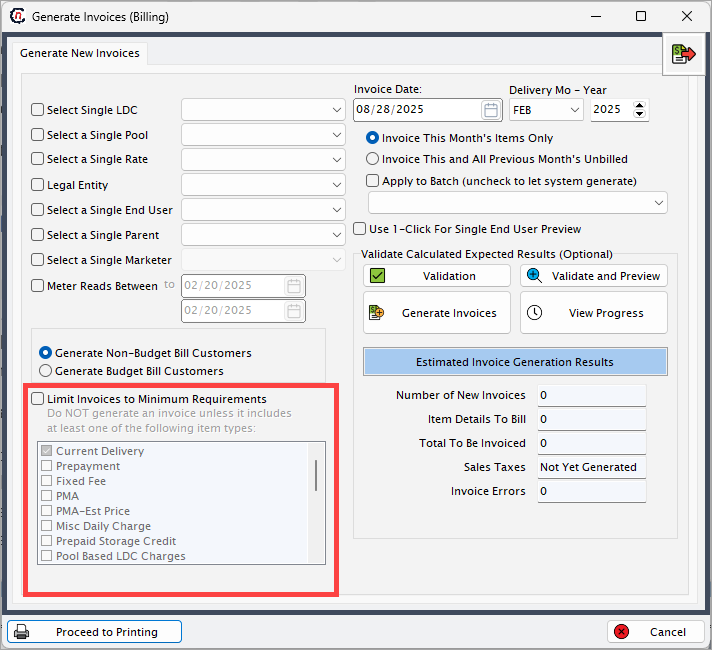 Generate Invoices (Billing)
Generate New Invoices
Select Single LDC
Select a Single Pool
Select a Single Rate
Legal Entity
Select a Single End User
Select a Single Parent
Select a Single Marketer
Meter Reads Between to 02/20/2025
02/20/2025
Generate Non-Budget Bill Customers
Generate Budget Bill Customers
Limit Invoices to Minimum Requirements
Do NOT generate an invoice unless it includes
at least one of the following item types:
Current Delivery
Prepayment
Fixed Fee
PMA
PMA-Est Price
Misc Daily Charge
Prepaid Storage Credit
Pool Based LDC Charges
Invoice Date:
08/28/2025
Delivery Mo - Year
FEB 2025
Invoice This Month's Items Only
Invoice This and All Previous Month's Unbilled
Apply to Batch (uncheck to let system generate)
Use 1-Click For Single End User Preview
Validate Calculated Expected Results (Optional)
Validation
Validate and Preview
Generate Invoices
View Progress
Estimated Invoice Generation Results
Number of New Invoices 0
Item Details To Bill 0
Total To Be Invoiced 0
Sales Taxes Not Yet Generated
Invoice Errors 0
Proceed to Printing
Cancel